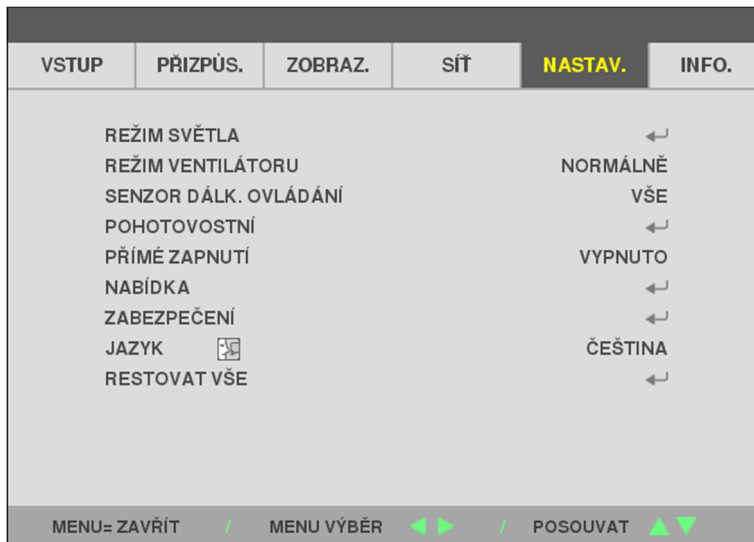 VSTUP PŘIZPŮS. ZOBRAZ. SÍŤ NASTAV. INFO.
REŽIM SVĚTLA
REŽIM VENTILÁTORU NORMÁLNĚ
SENZOR DÁLK. OVLÁDÁNÍ VŠE
POHOTOVOSTNÍ
PŘÍMÉ ZAPNUTÍ VYPNUTO
NABÍDKA
ZABEZPEČENÍ
JAZYK ČEŠTINA
RESTOVAT VŠE
MENU= ZAVŘÍT / MENU VÝBĚR / POSOUVAT